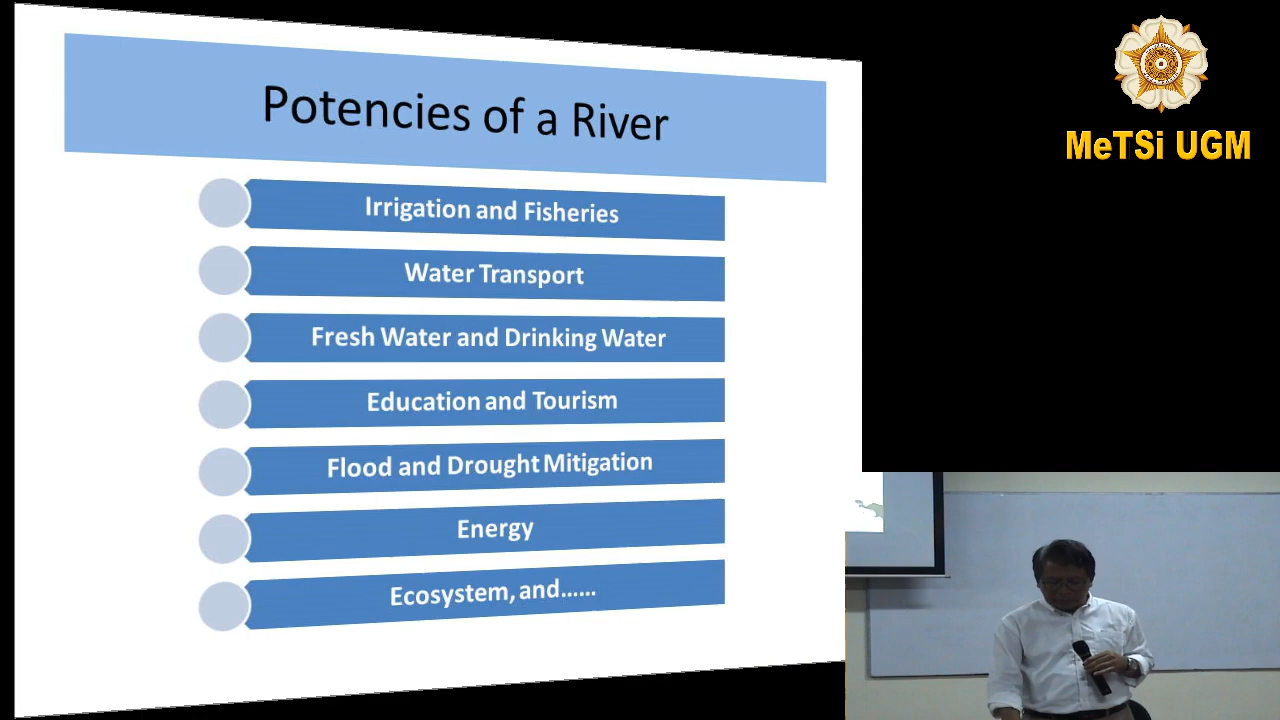 Potencies of a River
MeTSi UGM
Irrigation and Fisheries
Water Transport
Fresh Water and Drinking Water
Education and Tourism
Flood and Drought Mitigation
Energy
Ecosystem, and......